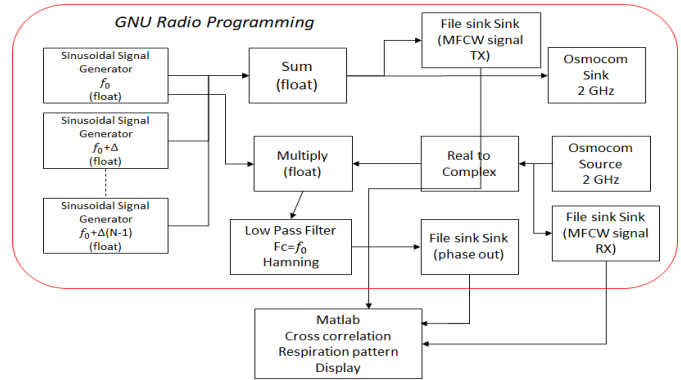 GNU Radio Programming
Sinusoidal Signal
Generator
f₀
(float)
Sinusoidal Signal
Generator
f₀+Δ
(float)
Sinusoidal Signal
Generator
f₀+Δ(N-1)
(float)
Sum
(float)
File sink Sink
(MFCW signal
TX)
Osmocom
Sink
2 GHz
Multiply
(float)
Real to
Complex
Osmocom
Source
2 GHz
Low Pass Filter
Fc=f₀
Hamning
File sink Sink
(phase out)
File sink Sink
(MFCW signal
RX)
Matlab
Cross correlation
Respiration pattern
Display